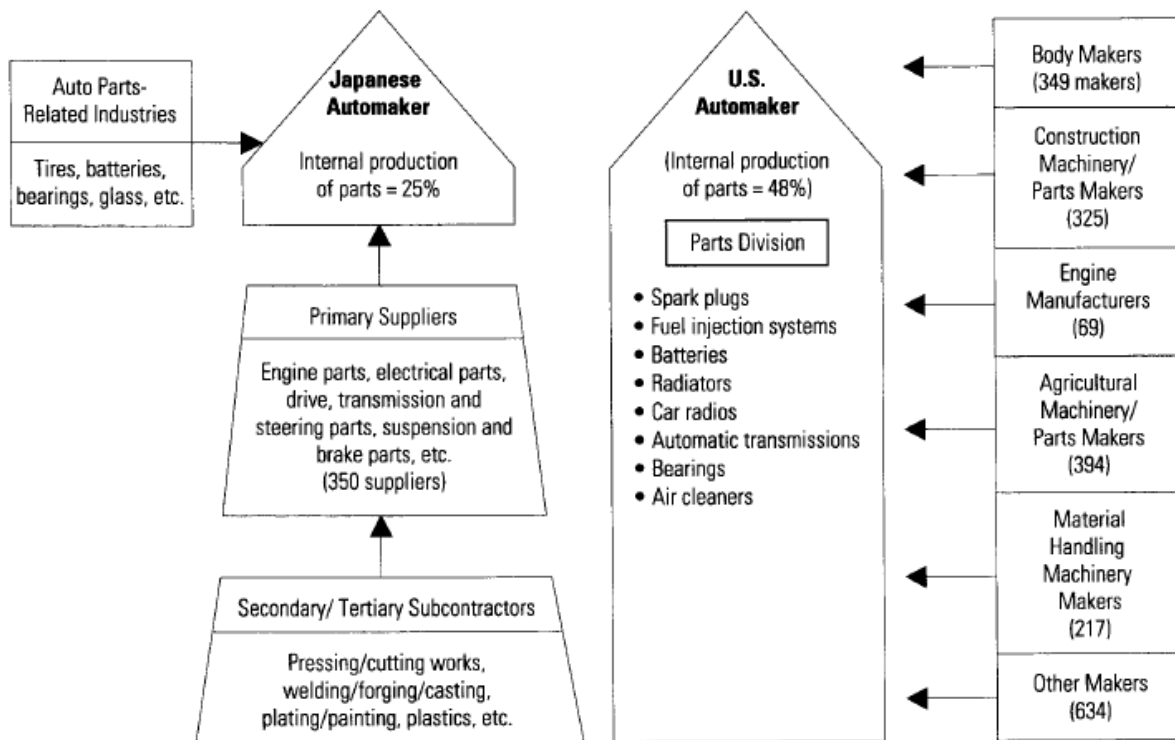 Auto Parts-
Related Industries
Tires, batteries,
bearings, glass, etc.
Japanese
Automaker
Internal production
of parts = 25%
Primary Suppliers
Engine parts, electrical parts,
drive, transmission and
steering parts, suspension and
brake parts, etc.
(350 suppliers)
Secondary/ Tertiary Subcontractors
Pressing/cutting works,
welding/forging/casting,
plating/painting, plastics, etc.
U.S.
Automaker
(Internal production
of parts = 48%)
Parts Division
• Spark plugs
• Fuel injection systems
• Batteries
• Radiators
• Car radios
• Automatic transmissions
• Bearings
• Air cleaners
Body Makers
(349 makers)
Construction
Machinery/
Parts Makers
(325)
Engine
Manufacturers
(69)
Agricultural
Machinery/
Parts Makers
(394)
Material
Handling
Machinery
Makers
(217)
Other Makers
(634)